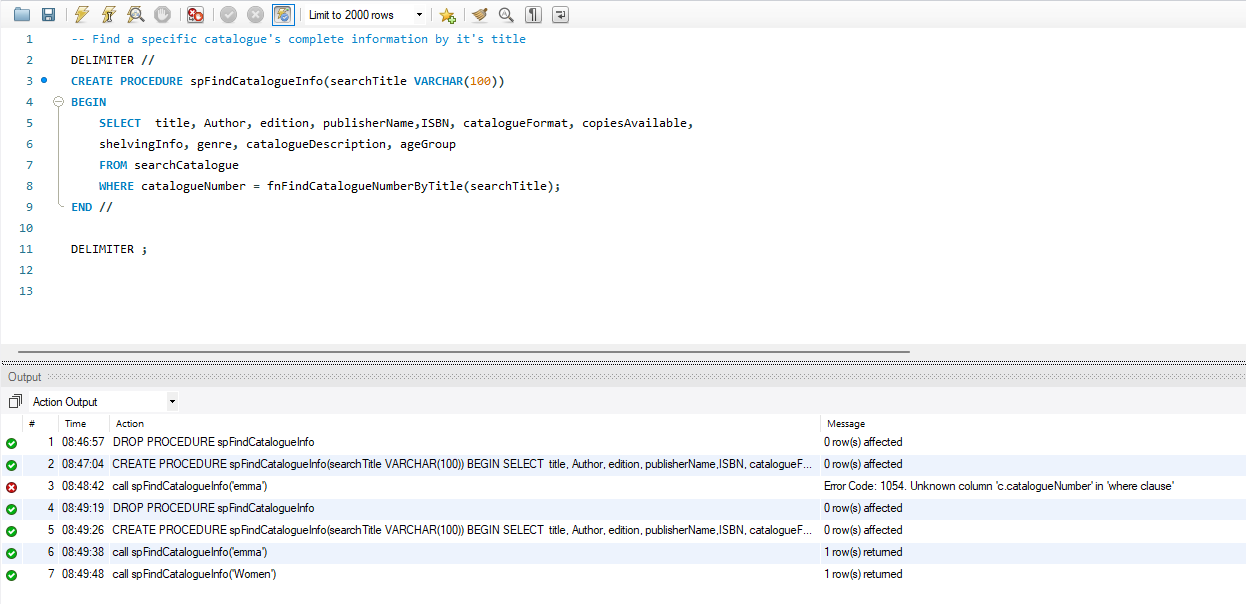 Limit to 2000 rows
1 -- Find a specific catalogue's complete information by it's title
2 DELIMITER //
3 CREATE PROCEDURE spFindCatalogueInfo(searchTitle VARCHAR(100))
4 BEGIN
5 SELECT title, Author, edition, publisherName,ISBN, catalogueFormat, copiesAvailable,
6 shelvingInfo, genre, catalogueDescription, ageGroup
7 FROM searchCatalogue
8 WHERE catalogueNumber = fnFindCatalogueNumberByTitle(searchTitle);
9 END //
10
11 DELIMITER ;
12
13
Output
Action Output
# Time Action Message
1 08:46:57 DROP PROCEDURE spFindCatalogueInfo 0 row(s) affected
2 08:47:04 CREATE PROCEDURE spFindCatalogueInfo(searchTitle VARCHAR(100)) BEGIN SELECT title, Author, edition, publisherName,ISBN, catalogueF... 0 row(s) affected
3 08:48:42 call spFindCatalogueInfo('emma') Error Code: 1054. Unknown column 'c.catalogueNumber' in 'where clause'
4 08:49:19 DROP PROCEDURE spFindCatalogueInfo 0 row(s) affected
5 08:49:26 CREATE PROCEDURE spFindCatalogueInfo(searchTitle VARCHAR(100)) BEGIN SELECT title, Author, edition, publisherName,ISBN, catalogueF... 0 row(s) affected
6 08:49:38 call spFindCatalogueInfo('emma') 1 row(s) returned
7 08:49:48 call spFindCatalogueInfo('Women') 1 row(s) returned